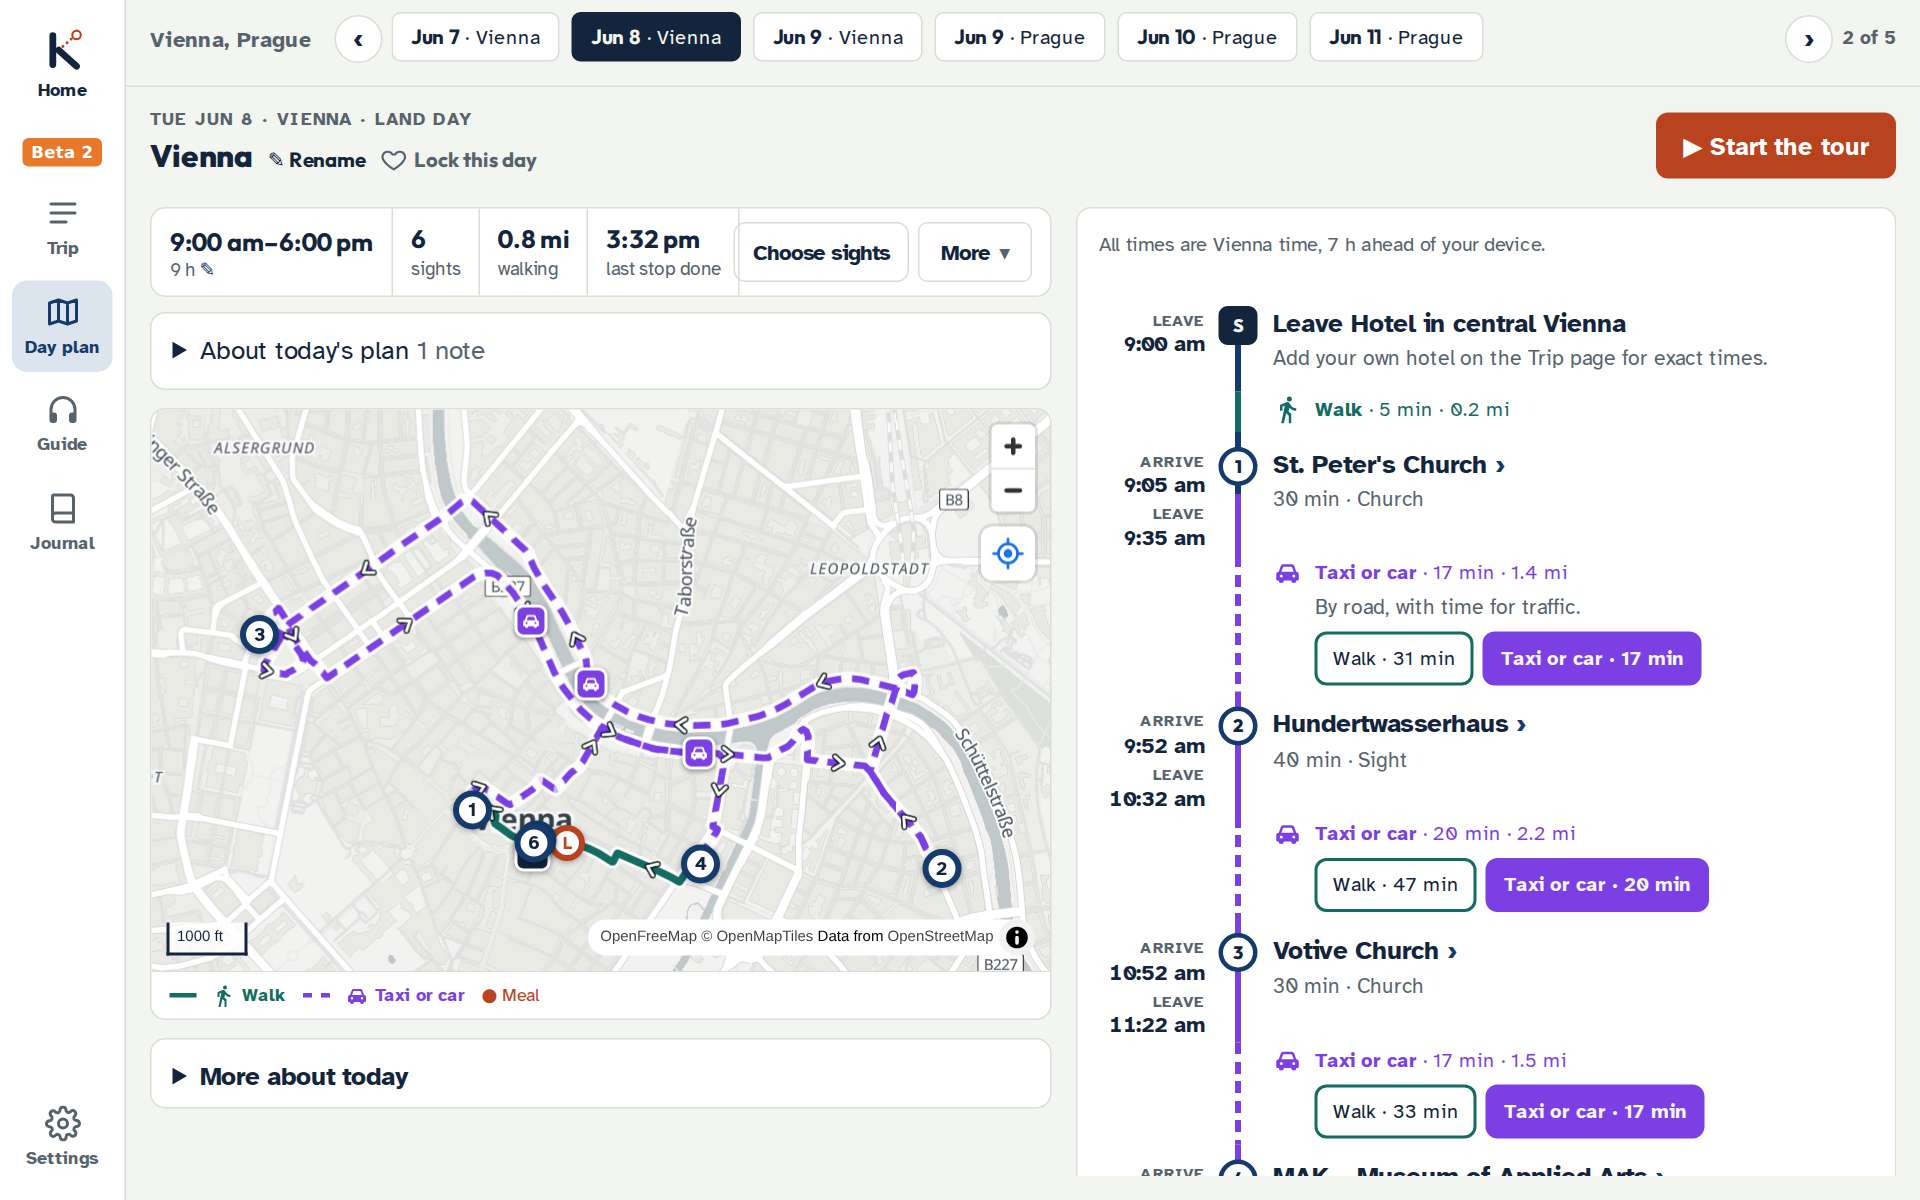 Home
Beta 2
Trip
Day plan
Guide
Journal
Settings
Vienna, Prague
‹
Jun 7 · Vienna
Jun 8 · Vienna
Jun 9 · Vienna
Jun 9 · Prague
Jun 10 · Prague
Jun 11 · Prague
›
2 of 5
TUE JUN 8 · VIENNA · LAND DAY
Vienna
✎ Rename
Lock this day
▶ Start the tour
9:00 am–6:00 pm
9 h ✎
6
sights
0.8 mi
walking
3:32 pm
last stop done
Choose sights
More ▾
▶ About today's plan 1 note
ALSERGRUND
Taborstraße
LEOPOLDSTADT
B8
Schüttelstraße
1
2
3
4
6
L
+
−
1000 ft
OpenFreeMap © OpenMapTiles Data from OpenStreetMap
B227
Walk
Taxi or car
Meal
▶ More about today
All times are Vienna time, 7 h ahead of your device.
LEAVE
9:00 am
S
Leave Hotel in central Vienna
Add your own hotel on the Trip page for exact times.
Walk · 5 min · 0.2 mi
ARRIVE
9:05 am
LEAVE
9:35 am
1
St. Peter's Church ›
30 min · Church
Taxi or car · 17 min · 1.4 mi
By road, with time for traffic.
Walk · 31 min
Taxi or car · 17 min
ARRIVE
9:52 am
LEAVE
10:32 am
2
Hundertwasserhaus ›
40 min · Sight
Taxi or car · 20 min · 2.2 mi
Walk · 47 min
Taxi or car · 20 min
ARRIVE
10:52 am
LEAVE
11:22 am
3
Votive Church ›
30 min · Church
Taxi or car · 17 min · 1.5 mi
Walk · 33 min
Taxi or car · 17 min
ARRIVE
MAK – Museum of Applied Arts ›